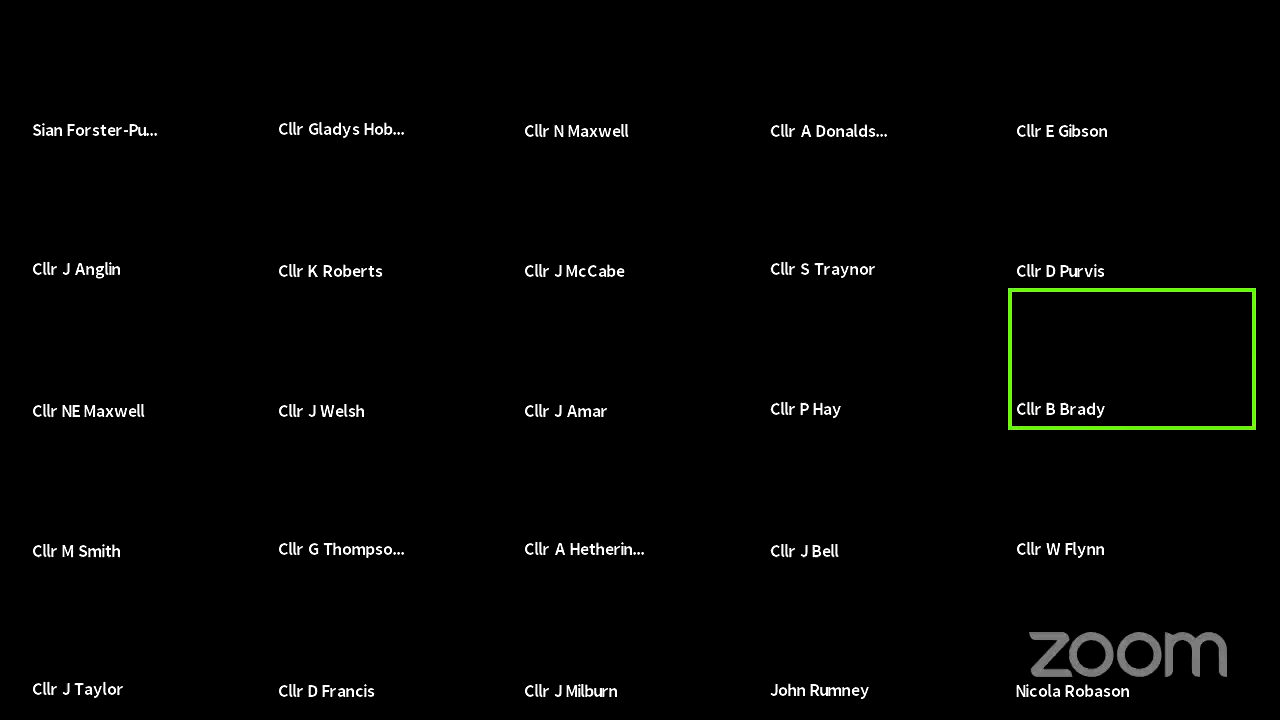 Sian Forster-Pu...
Cllr Gladys Hob...
Cllr N Maxwell
Cllr A Donalds...
Cllr E Gibson
Cllr J Anglin
Cllr K Roberts
Cllr J McCabe
Cllr S Traynor
Cllr D Purvis
Cllr NE Maxwell
Cllr J Welsh
Cllr J Amar
Cllr P Hay
Cllr B Brady
Cllr M Smith
Cllr G Thompso...
Cllr A Hetherin...
Cllr J Bell
Cllr W Flynn
zoom
Cllr J Taylor
Cllr D Francis
Cllr J Milburn
John Rumney
Nicola Robason